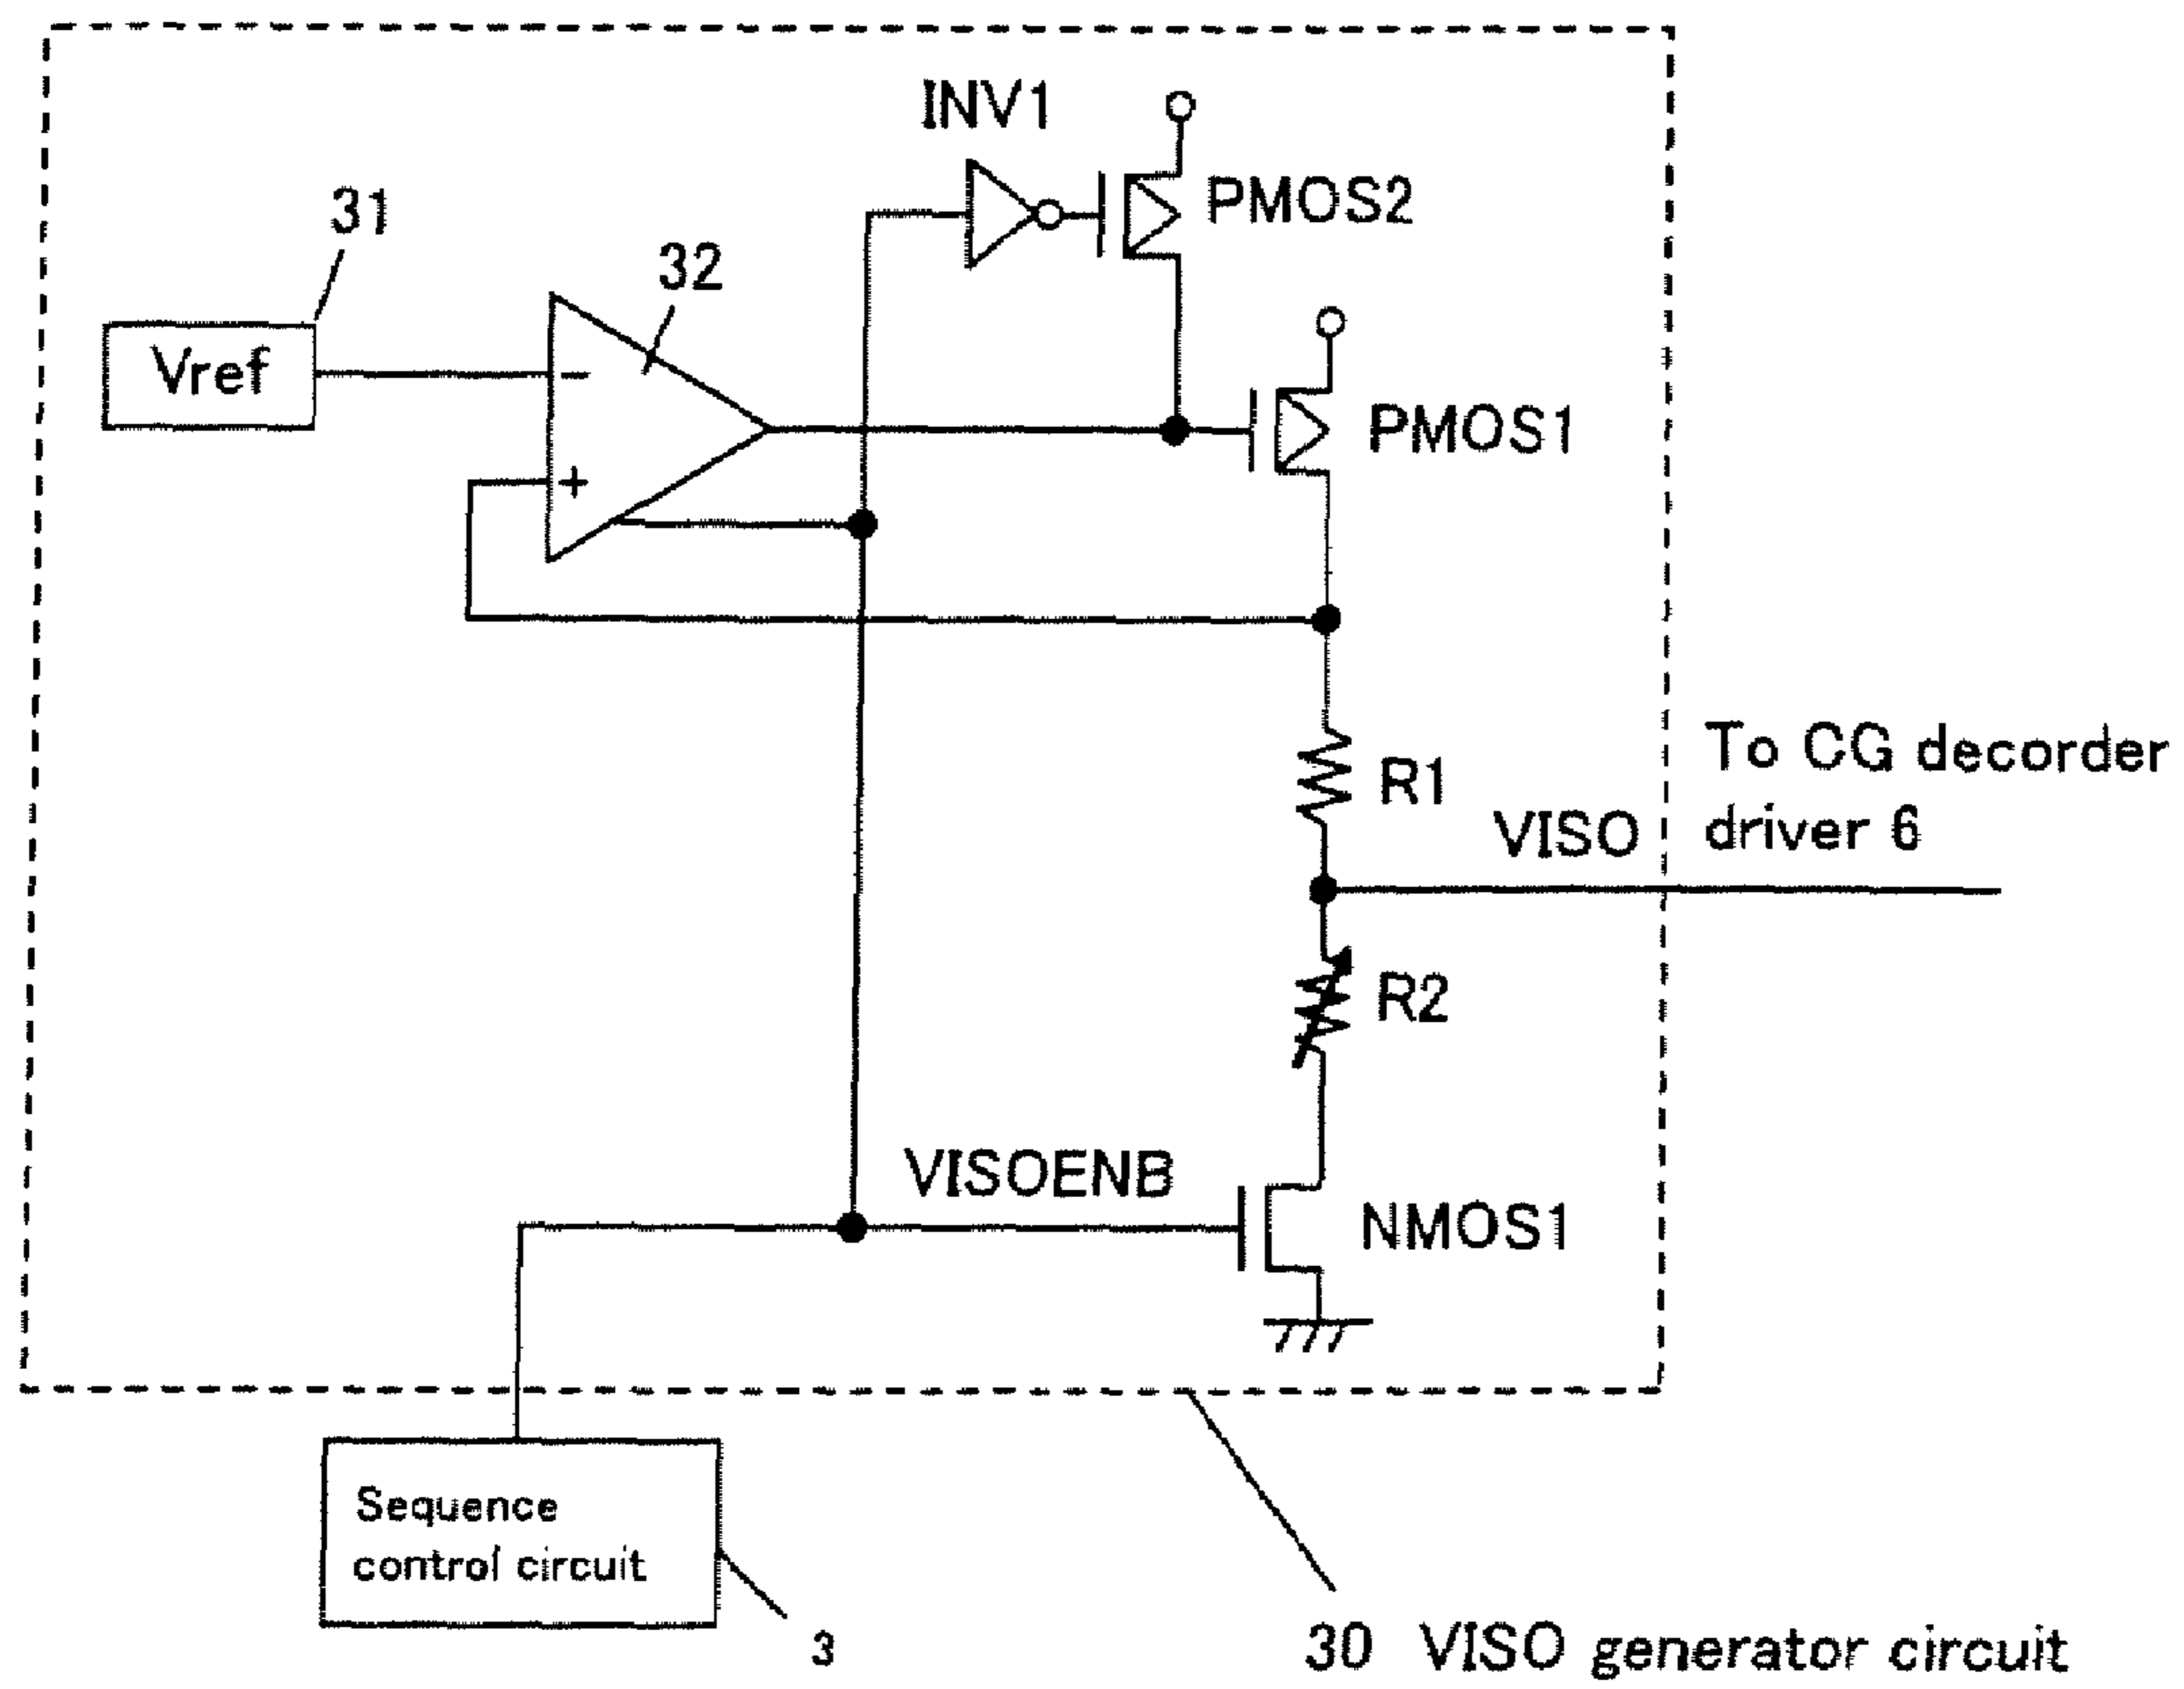 INV1
PMOS2
31
32
Vref
−
+
PMOS1
R1
To CG decorder
driver 6
VISO
R2
VISOENB
NMOS1
Sequence
control circuit
3
30 VISO generator circuit